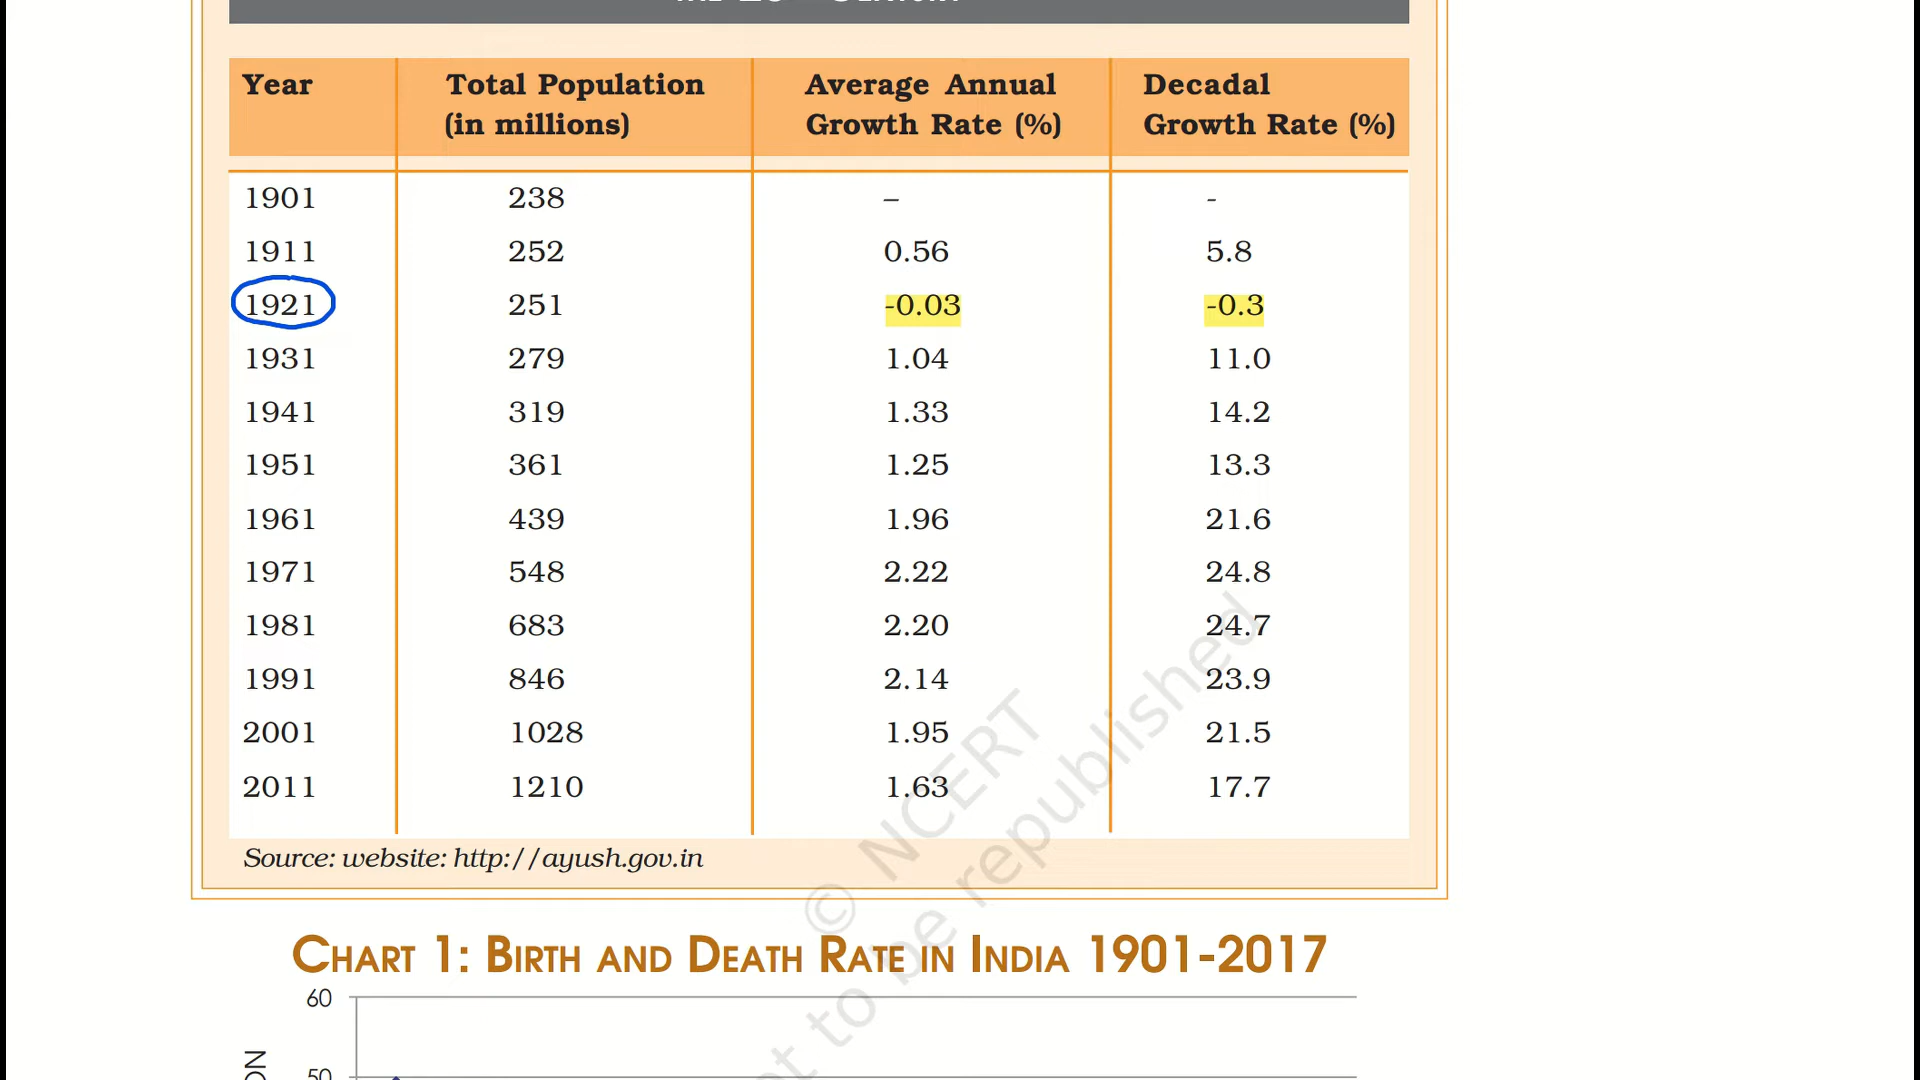 Year Total Population (in millions) Average Annual Growth Rate (%) Decadal Growth Rate (%)
1901 238 – -
1911 252 0.56 5.8
1921 251 -0.03 -0.3
1931 279 1.04 11.0
1941 319 1.33 14.2
1951 361 1.25 13.3
1961 439 1.96 21.6
1971 548 2.22 24.8
1981 683 2.20 24.7
1991 846 2.14 23.9
2001 1028 1.95 21.5
2011 1210 1.63 17.7
Source: website: http://ayush.gov.in
© NCERT
be republished
CHART 1: BIRTH AND DEATH RATE IN INDIA 1901-2017
60
50